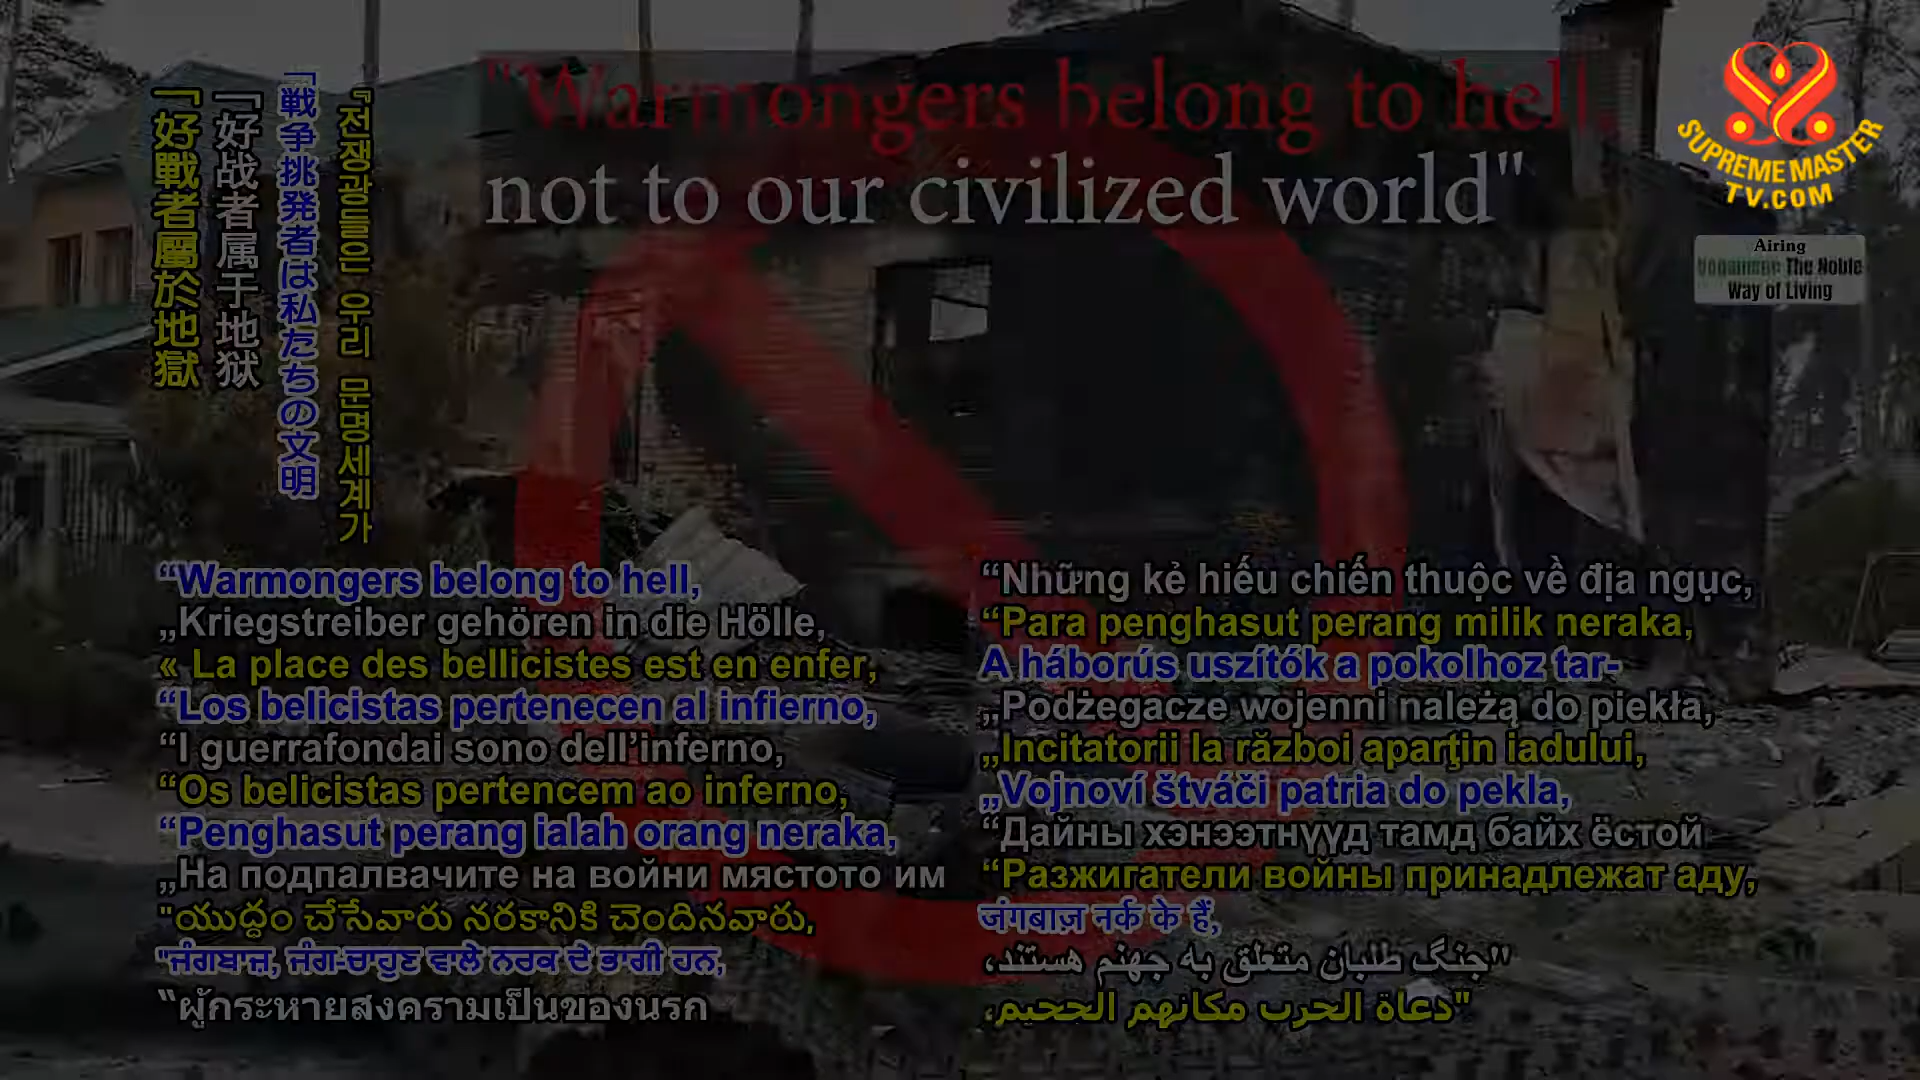 "Warmongers belong to hell,
not to our civilized world"
SUPREME MASTER
TV.COM
Airing
Veganism: The Noble
Way of Living
「好戰者屬於地獄
「好战者属于地狱
「戦争挑発者は私たちの文明
『전쟁광들은 우리 문명세계가
“Warmongers belong to hell,
„Kriegstreiber gehören in die Hölle,
« La place des bellicistes est en enfer,
“Los belicistas pertenecen al infierno,
“I guerrafondai sono dell’inferno,
“Os belicistas pertencem ao inferno,
“Penghasut perang ialah orang neraka,
„На подпалвачите на войни мястото им
"యుద్ధం చేసేవారు నరకానికి చెందినవారు,
"ਜੰਗਬਾਜ਼, ਜੰਗ-ਚਾਹੁਣ ਵਾਲੇ ਨਰਕ ਦੇ ਭਾਗੀ ਹਨ,
“ผู้กระหายสงครามเป็นของนรก
“Những kẻ hiếu chiến thuộc về địa ngục,
“Para penghasut perang milik neraka,
A háborús uszítók a pokolhoz tar-
„Podżegacze wojenni należą do piekła,
„Incitatorii la război aparţin iadului,
„Vojnoví štváči patria do pekla,
“Дайны хэнээтнүүд тамд байх ёстой
“Разжигатели войны принадлежат аду,
जंगबाज़ नर्क के हैं,
"جنگ طلبان متعلق به جهنم هستند،
"دعاة الحرب مكانهم الجحيم،